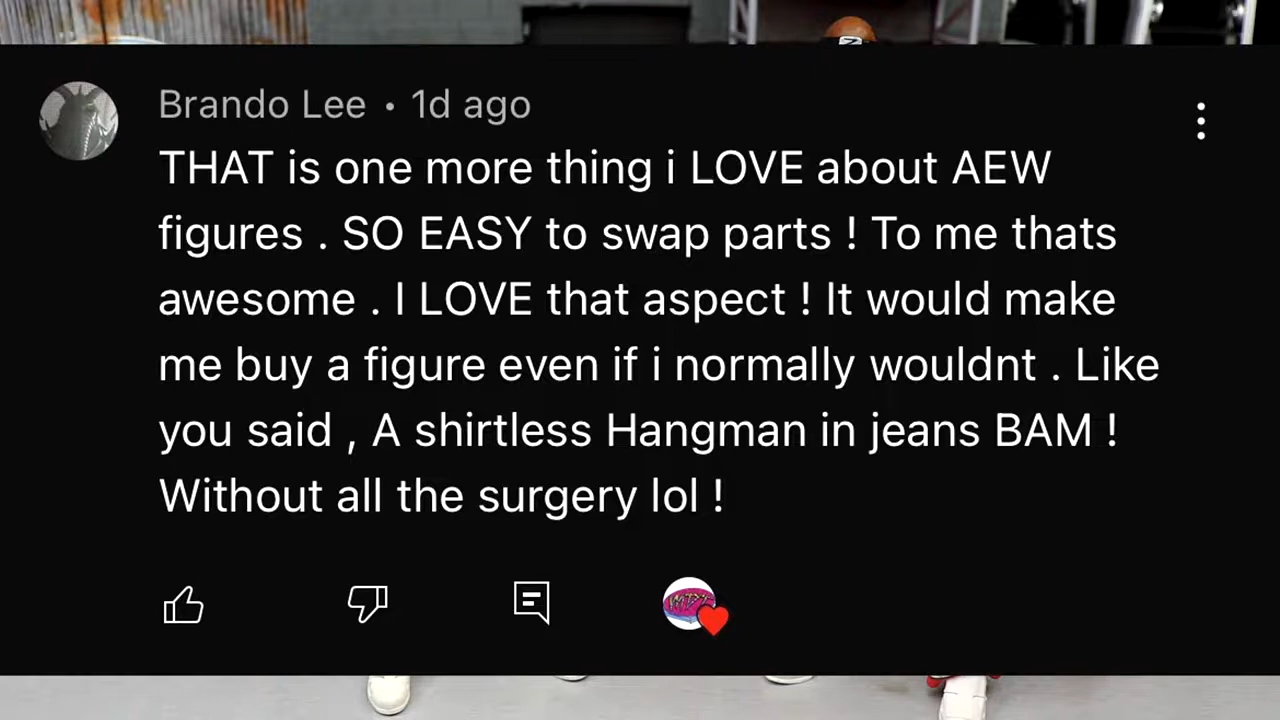 Brando Lee • 1d ago
THAT is one more thing i LOVE about AEW
figures . SO EASY to swap parts ! To me thats
awesome . I LOVE that aspect ! It would make
me buy a figure even if i normally wouldnt . Like
you said , A shirtless Hangman in jeans BAM !
Without all the surgery lol !